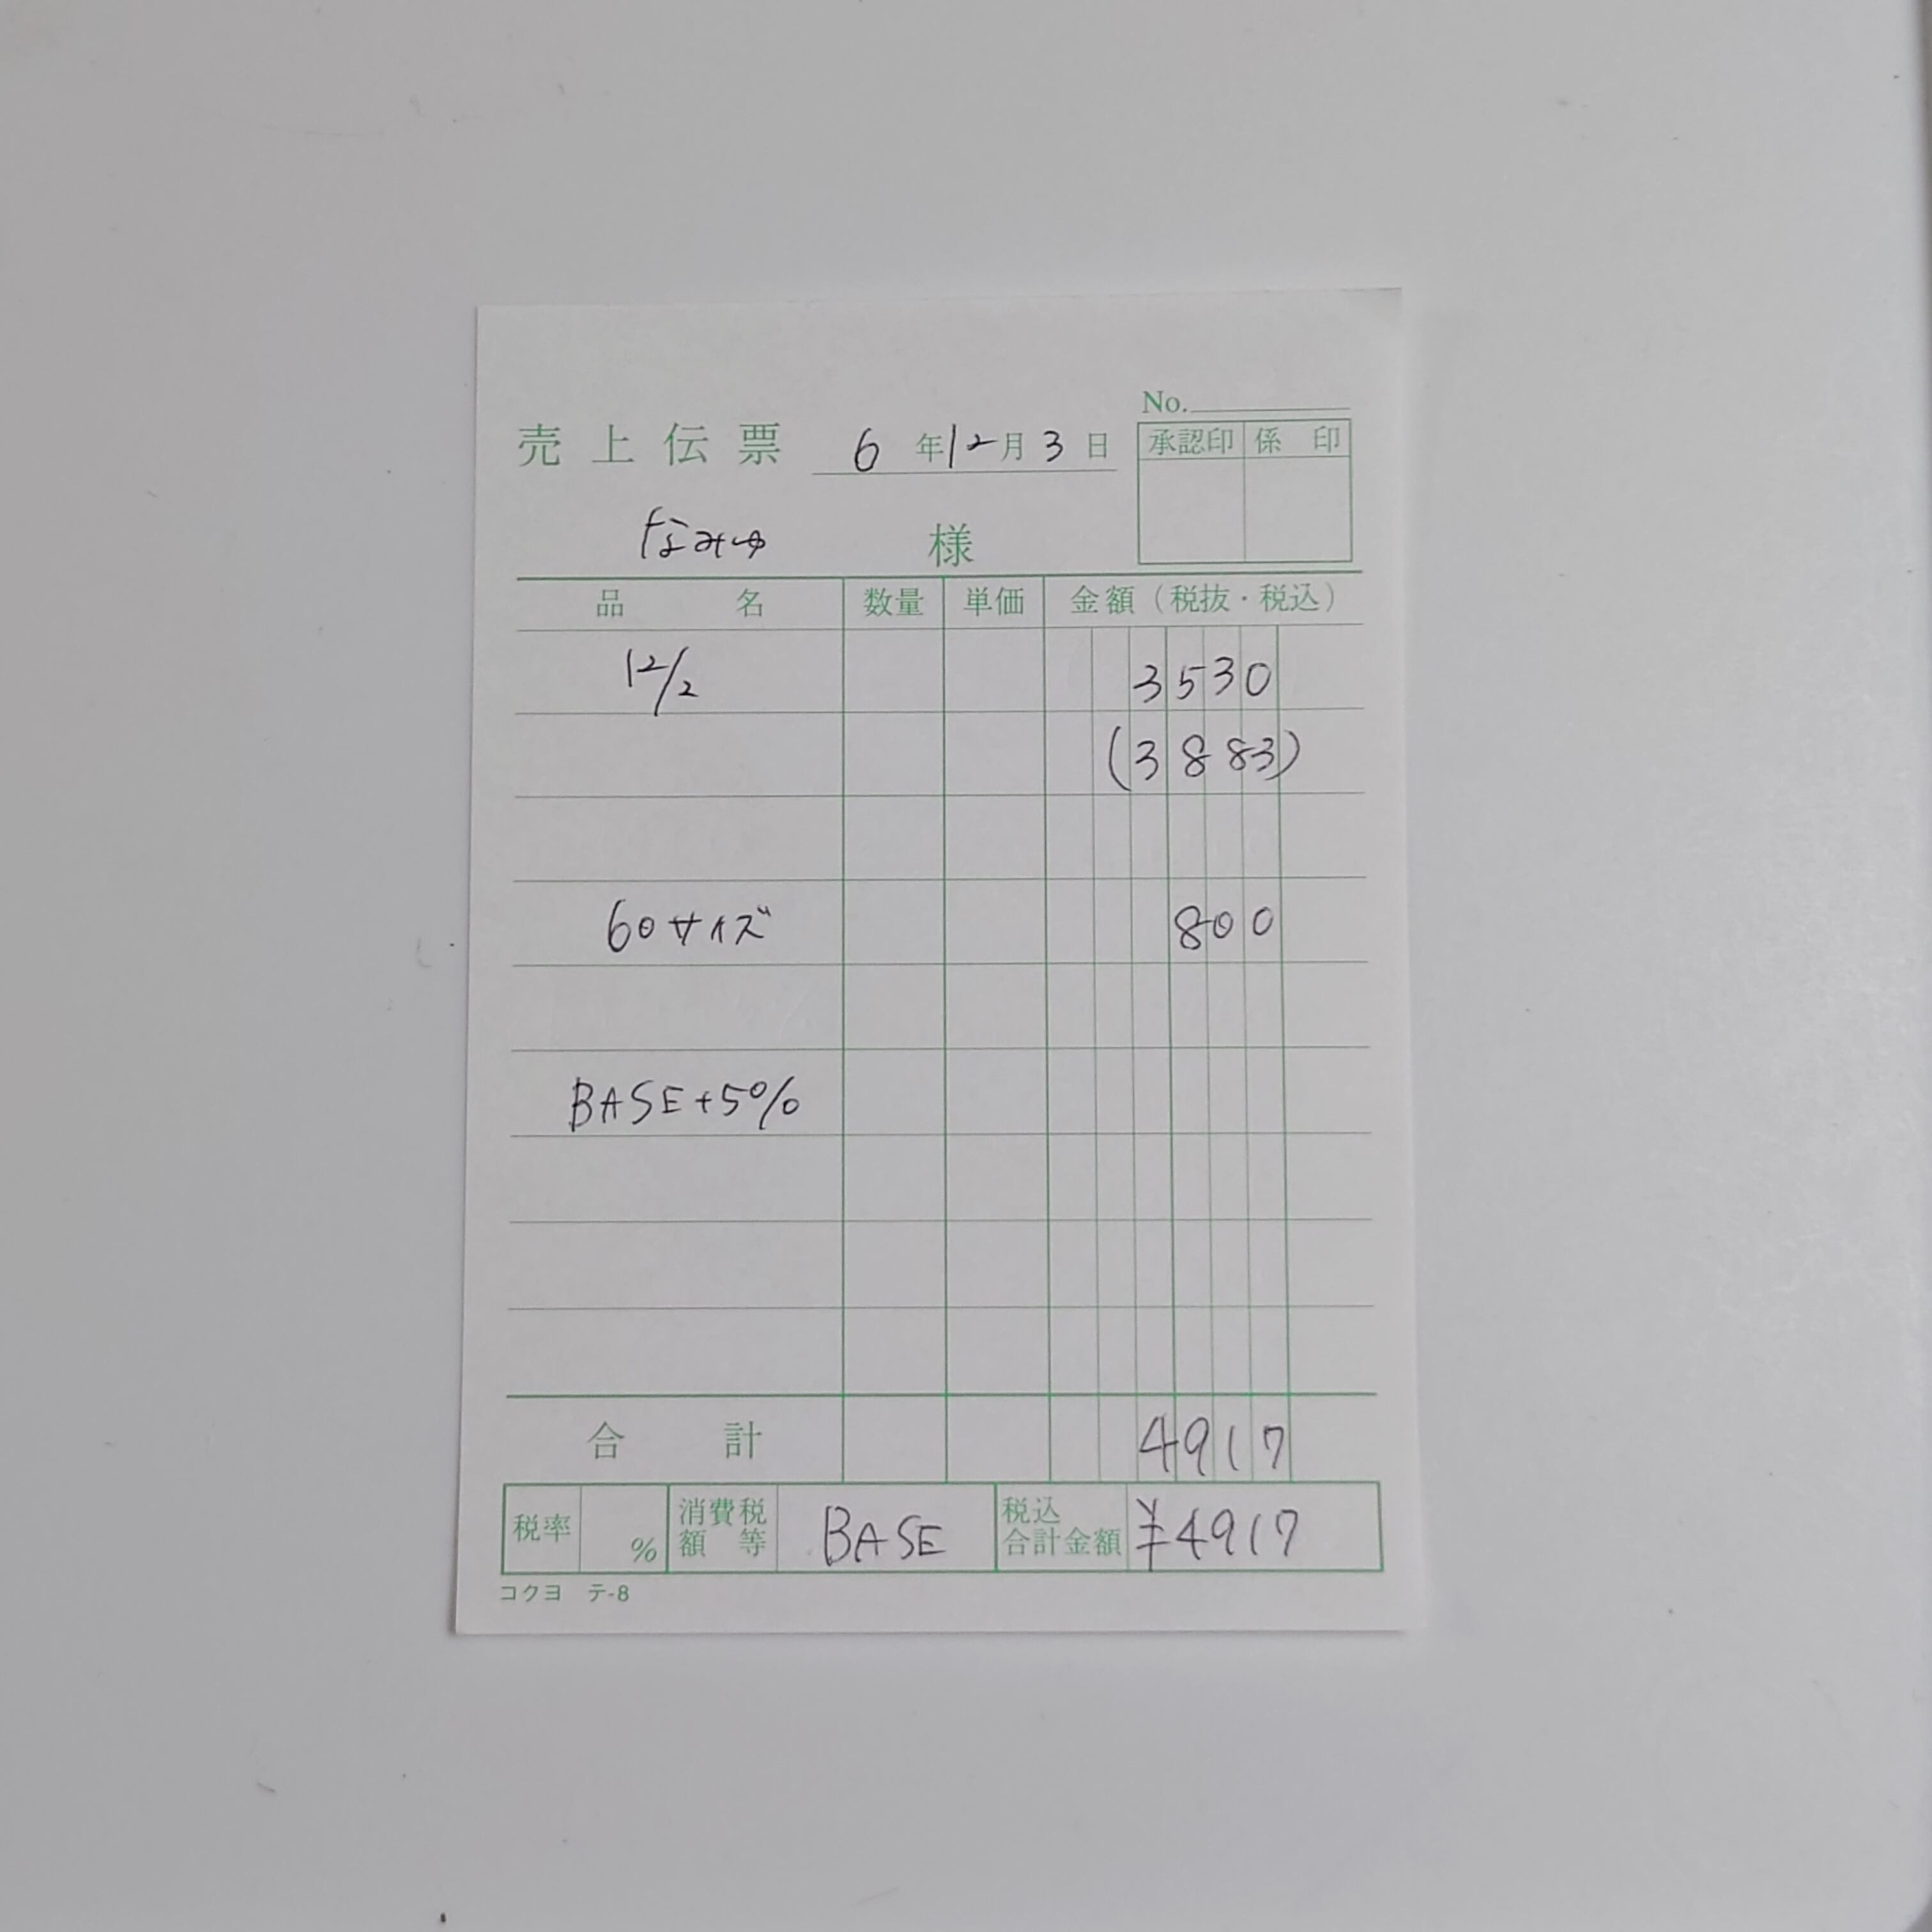 No.
売上伝票 6年12月3日
承認印 係印
なみゆ 様
品名 数量 単価 金額（税抜・税込）
12/2 3530
(3883)
60サイズ 800
BASE+5%
合計 4917
税率 % 消費税額等 BASE 税込合計金額 ¥4917
コクヨ テ-8